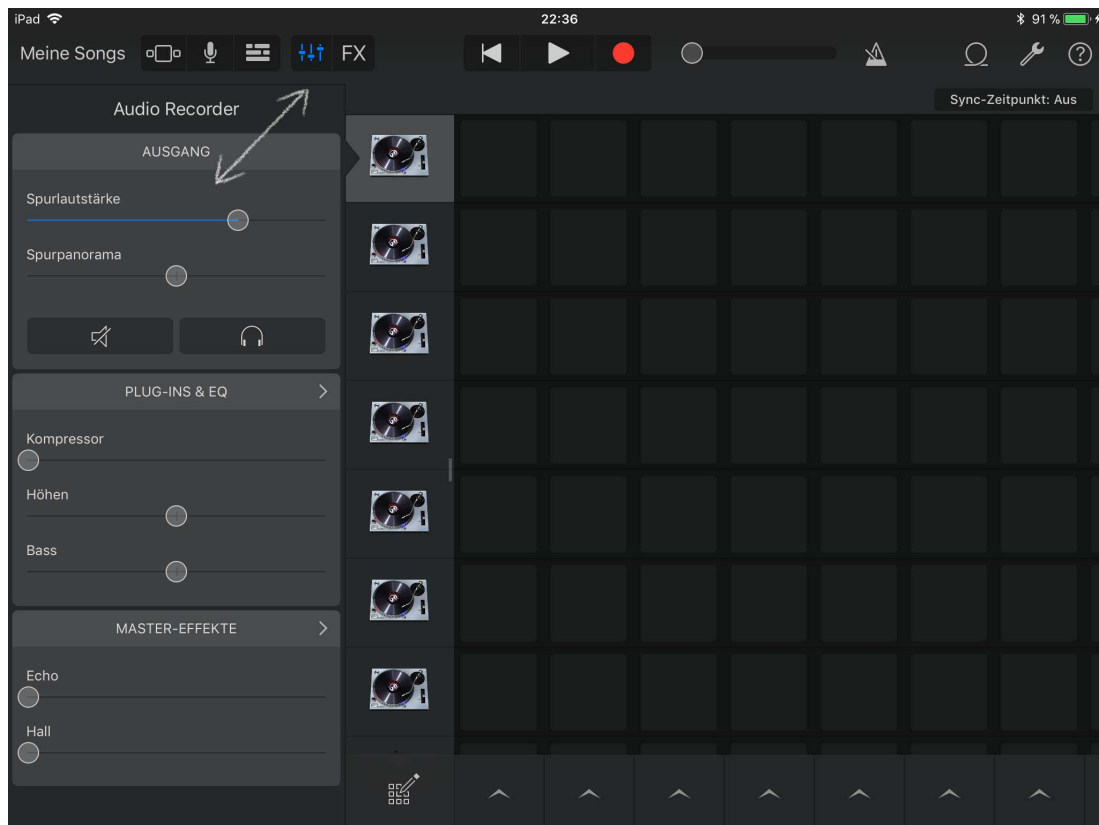 iPad 22:36 91 %
Meine Songs FX
Sync-Zeitpunkt: Aus
Audio Recorder
AUSGANG
Spurlautstärke
Spurpanorama
PLUG-INS & EQ
Kompressor
Höhen
Bass
MASTER-EFFEKTE
Echo
Hall